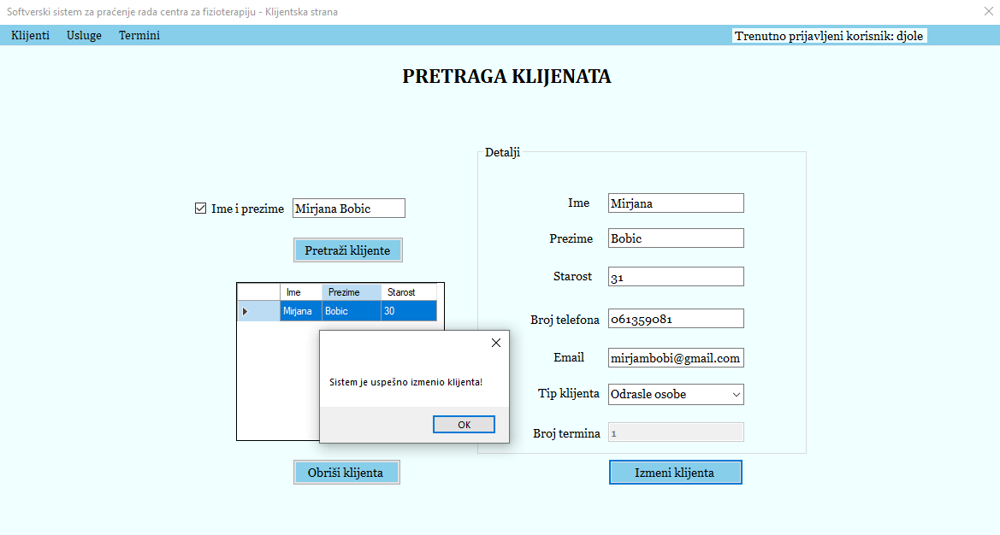 Softverski sistem za praćenje rada centra za fizioterapiju - Klijentska strana
Klijenti Usluge Termini Trenutno prijavljeni korisnik: djole
PRETRAGA KLIJENATA
Ime i prezime Mirjana Bobic
Pretraži klijente
Ime Prezime Starost
Mirjana Bobic 30
Sistem je uspešno izmenio klijenta!
OK
Obriši klijenta
Detalji
Ime Mirjana
Prezime Bobic
Starost 31
Broj telefona 061359081
Email mirjambobi@gmail.com
Tip klijenta Odrasle osobe
Broj termina 1
Izmeni klijenta